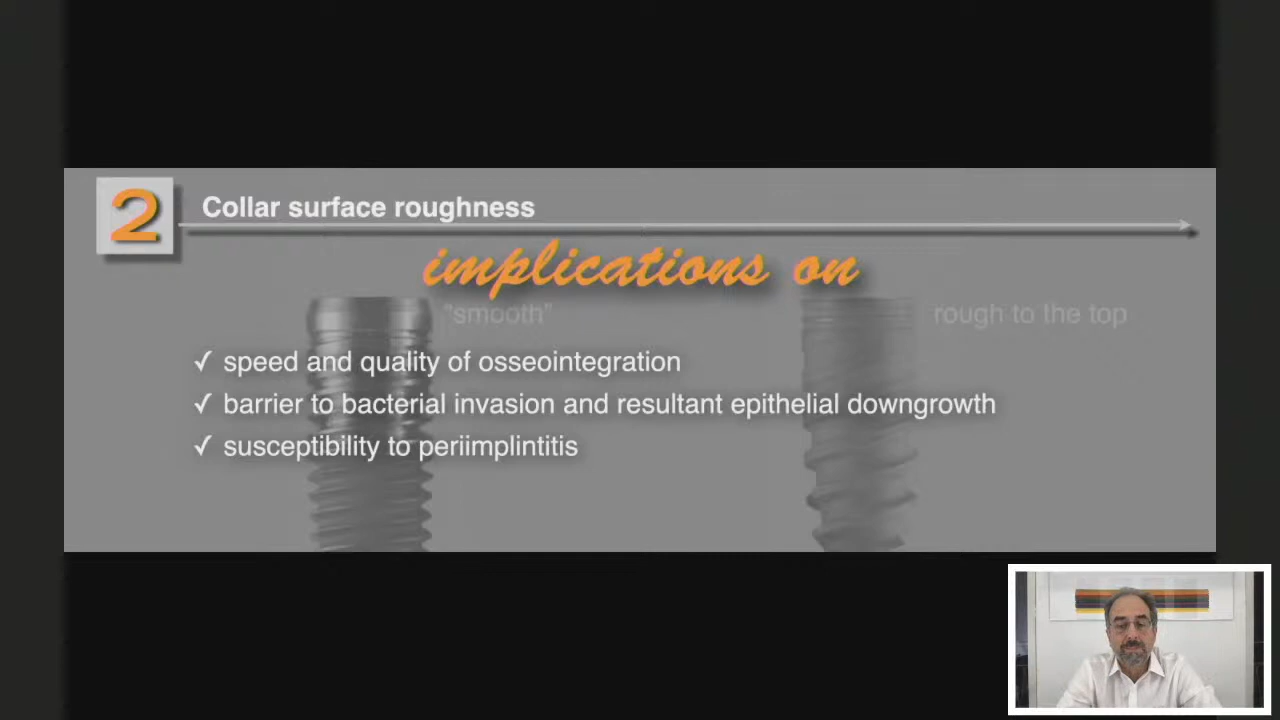 2
Collar surface roughness
implications on
"smooth"
rough to the top
✓ speed and quality of osseointegration
✓ barrier to bacterial invasion and resultant epithelial downgrowth
✓ susceptibility to periimplintitis